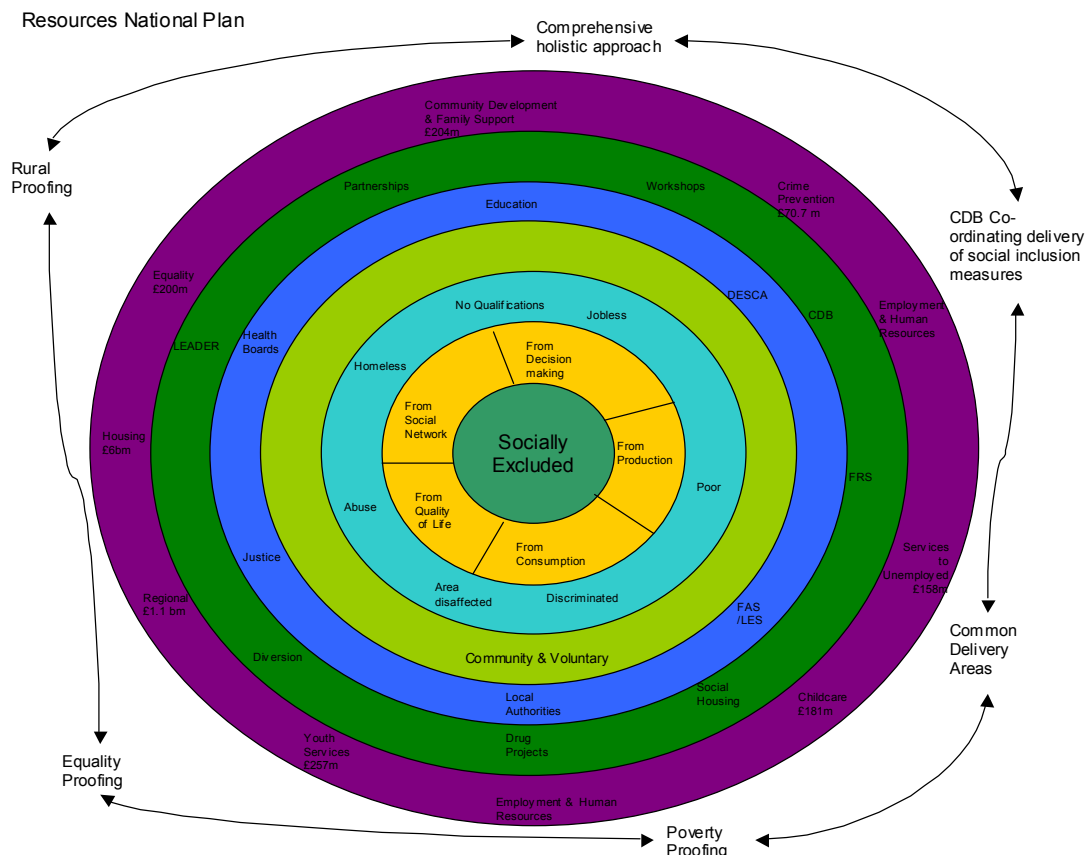 Resources National Plan
Comprehensive
holistic approach
Rural
Proofing
CDB Co-
ordinating delivery
of social inclusion
measures
Common
Delivery
Areas
Poverty
Proofing
Equality
Proofing
Community Development
& Family Support
£204m
Crime
Prevention
£70.7 m
Employment
& Human
Resources
Services
to
Unemployed
£158m
Childcare
£181m
Employment & Human
Resources
Youth
Services
£257m
Regional
£1.1 bm
Housing
£6bm
Equality
£200m
Partnerships
Workshops
CDB
FRS
Social
Housing
Drug
Projects
Diversion
LEADER
Education
DESCA
FAS
/LES
Local
Authorities
Justice
Health
Boards
Community & Voluntary
No Qualifications
Jobless
Poor
Discriminated
Area
disaffected
Abuse
Homeless
From
Decision
making
From
Production
From
Consumption
From
Quality
of Life
From
Social
Network
Socially
Excluded